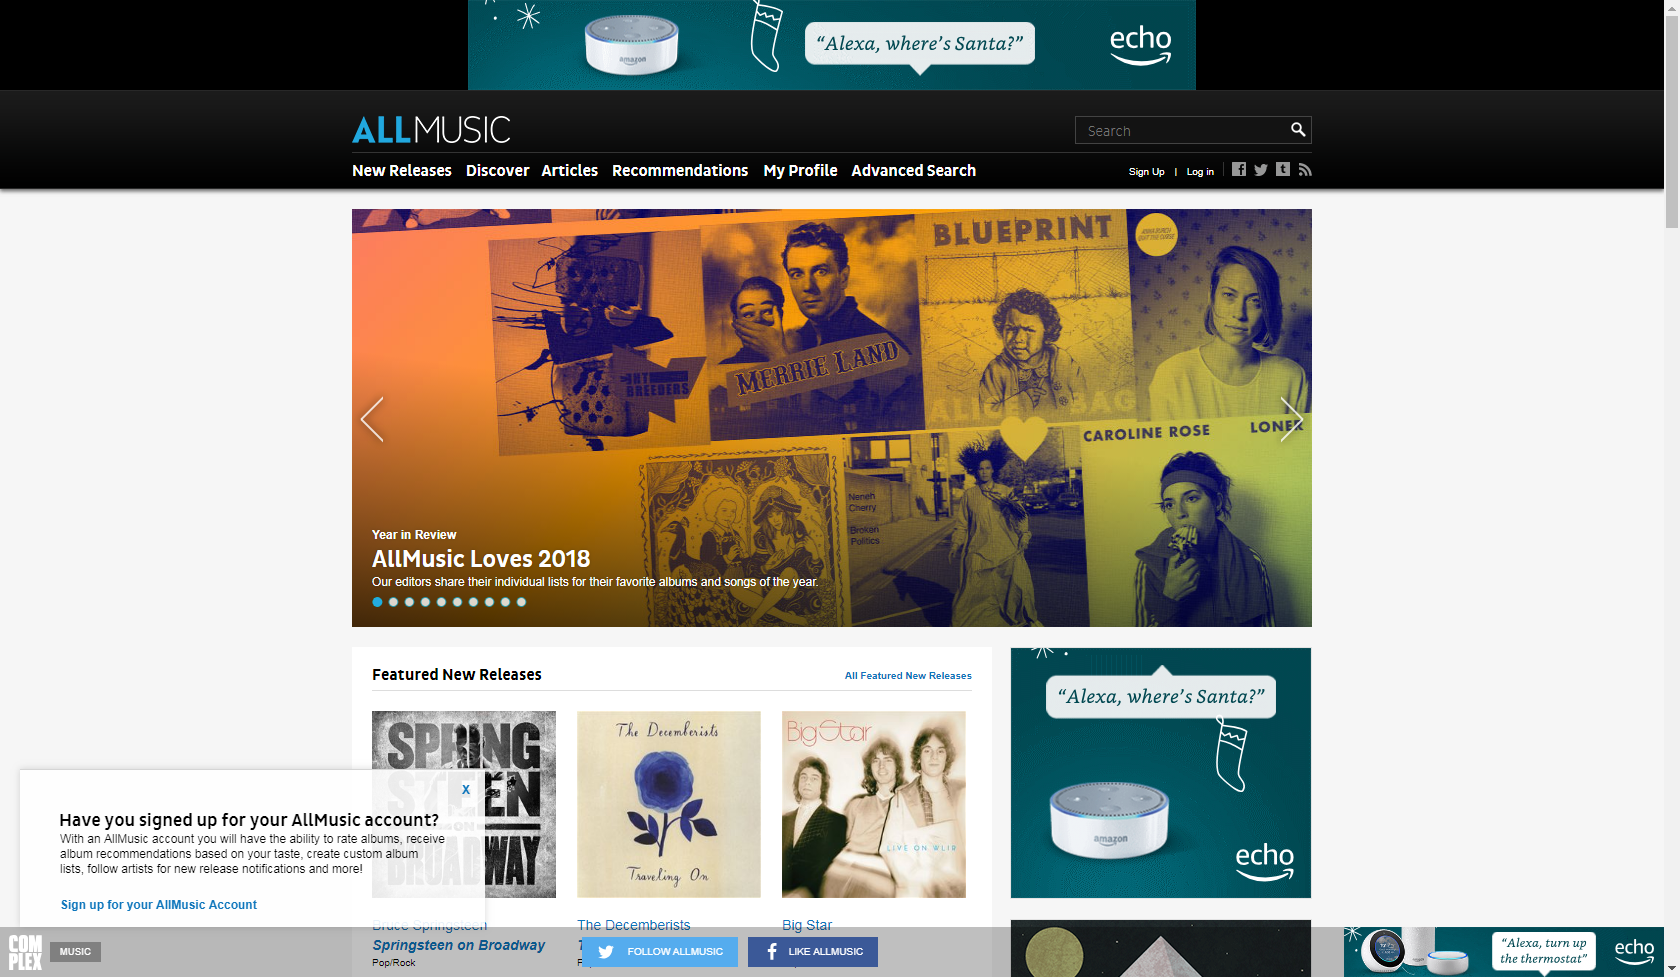 amazon
“Alexa, where’s Santa?”
echo
ALLMUSIC
Search
New Releases
Discover
Articles
Recommendations
My Profile
Advanced Search
Sign Up | Log in
BLUEPRINT
MERRIE LAND
BREEDERS
CAROLINE ROSE
LONER
Neneh
Cherry
Broken
Politics
Year in Review
AllMusic Loves 2018
Our editors share their individual lists for their favorite albums and songs of the year.
Featured New Releases
All Featured New Releases
SPRING
STEEN
ON
BROADWAY
The Decemberists
Traveling On
Big Star
LIVE ON WLIR
“Alexa, where’s Santa?”
amazon
echo
X
Have you signed up for your AllMusic account?
With an AllMusic account you will have the ability to rate albums, receive
album recommendations based on your taste, create custom album
lists, follow artists for new release notifications and more!
Sign up for your AllMusic Account
Bruce Springsteen
Springsteen on Broadway
Pop/Rock
The Decemberists
Big Star
COM
PLEX
MUSIC
FOLLOW ALLMUSIC
LIKE ALLMUSIC
“Alexa, turn up
the thermostat”
echo